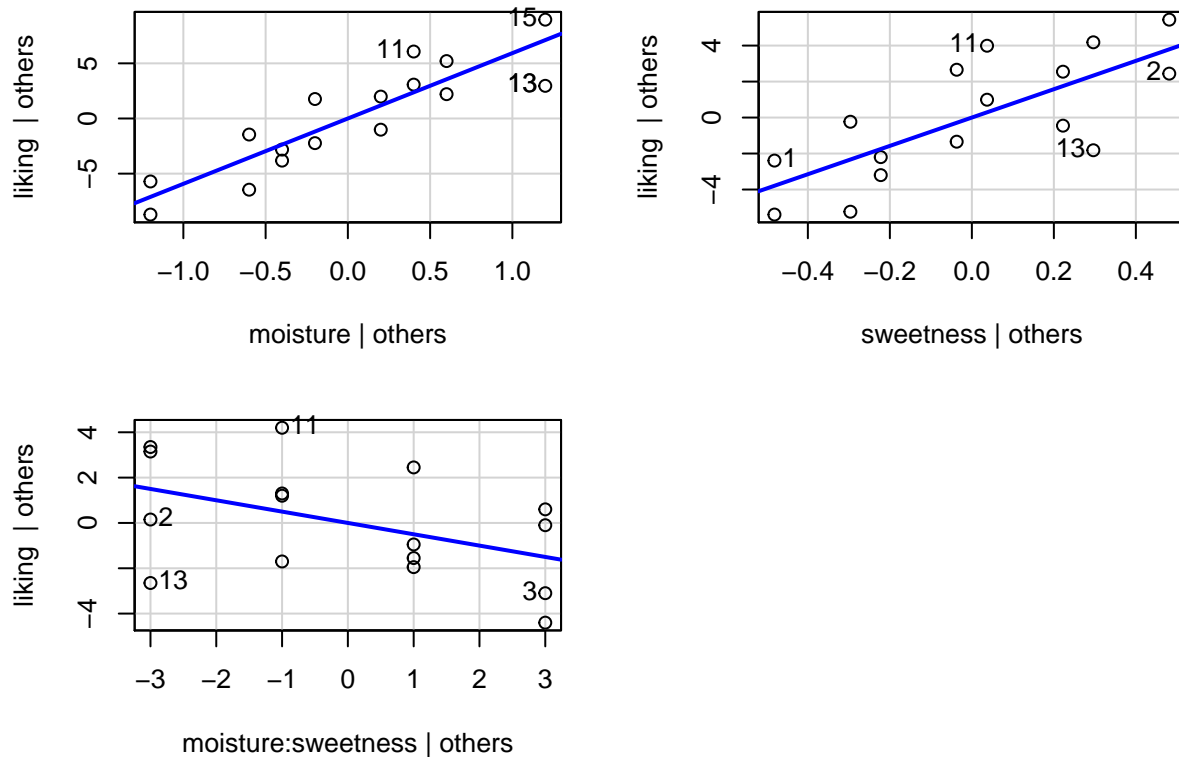 15
11
13
5
0
−5
liking | others
−1.0 −0.5 0.0 0.5 1.0
moisture | others
11
2
13
1
4
0
−4
liking | others
−0.4 −0.2 0.0 0.2 0.4
sweetness | others
11
2
13
3
4
2
0
−4
liking | others
−3 −2 −1 0 1 2 3
moisture:sweetness | others